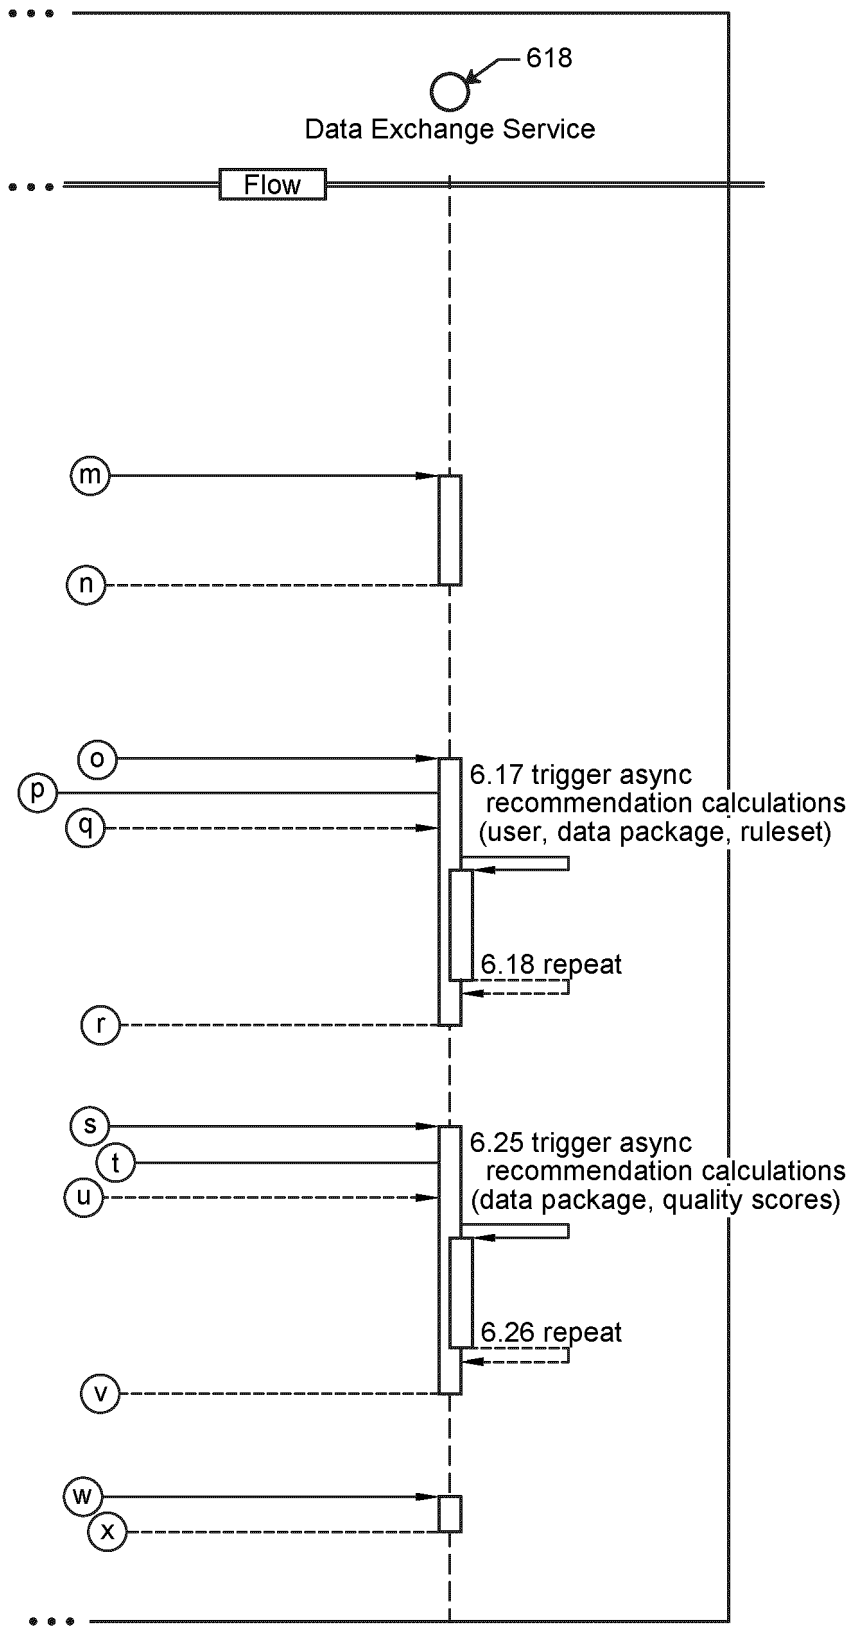 618
Data Exchange Service
Flow
m
n
o
6.17 trigger async
p
recommendation calculations
q
(user, data package, ruleset)
6.18 repeat
r
s
6.25 trigger async
t
recommendation calculations
u
(data package, quality scores)
6.26 repeat
v
w
x